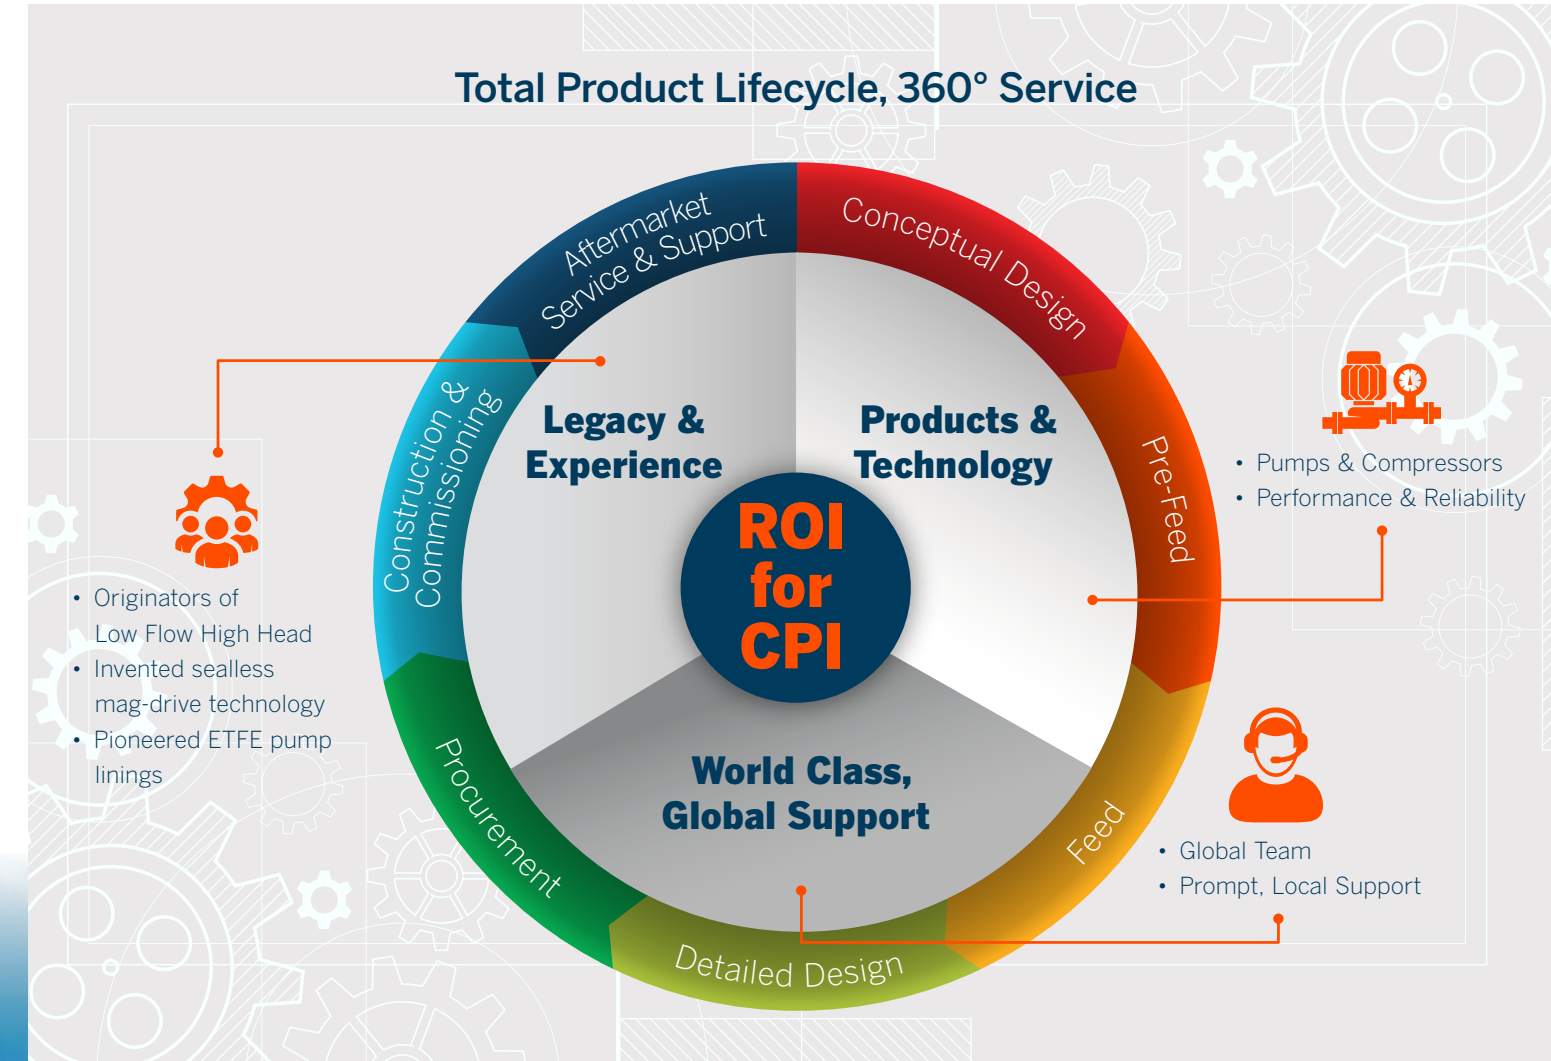 Total Product Lifecycle, 360° Service
Aftermarket
Service & Support
Conceptual Design
Pre-Feed
Feed
Detailed Design
Procurement
Construction &
Commissioning
Legacy &
Experience
Products &
Technology
World Class,
Global Support
ROI
for
CPI
• Originators of
Low Flow High Head
• Invented sealless
mag-drive technology
• Pioneered ETFE pump
linings
• Pumps & Compressors
• Performance & Reliability
• Global Team
• Prompt, Local Support